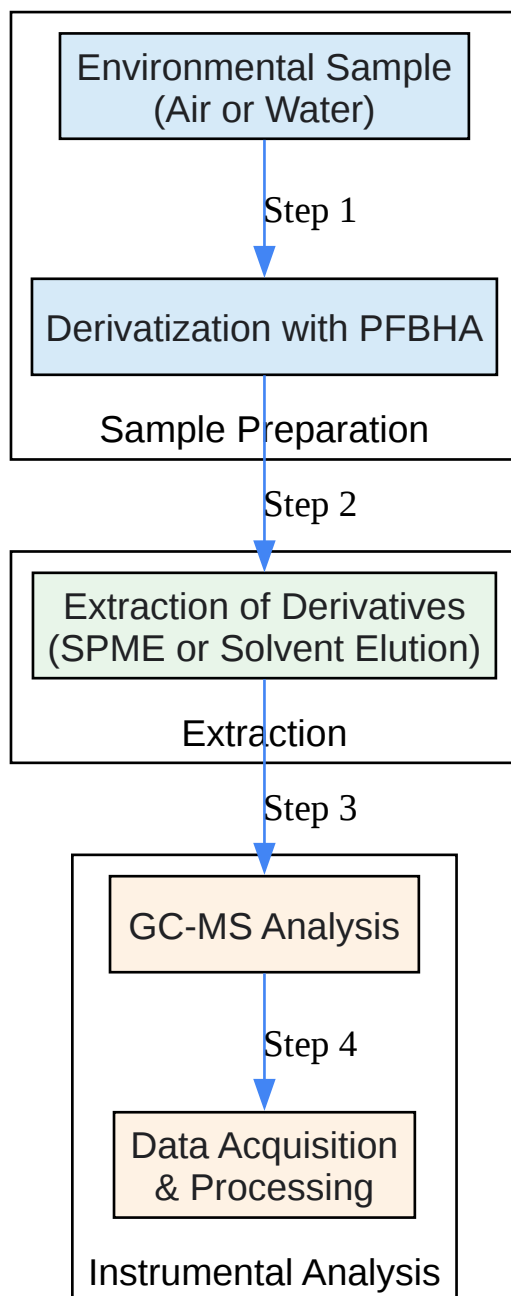 Environmental Sample
(Air or Water)
Step 1
Derivatization with PFBHA
Sample Preparation
Step 2
Extraction of Derivatives
(SPME or Solvent Elution)
Extraction
Step 3
GC-MS Analysis
Step 4
Data Acquisition
& Processing
Instrumental Analysis